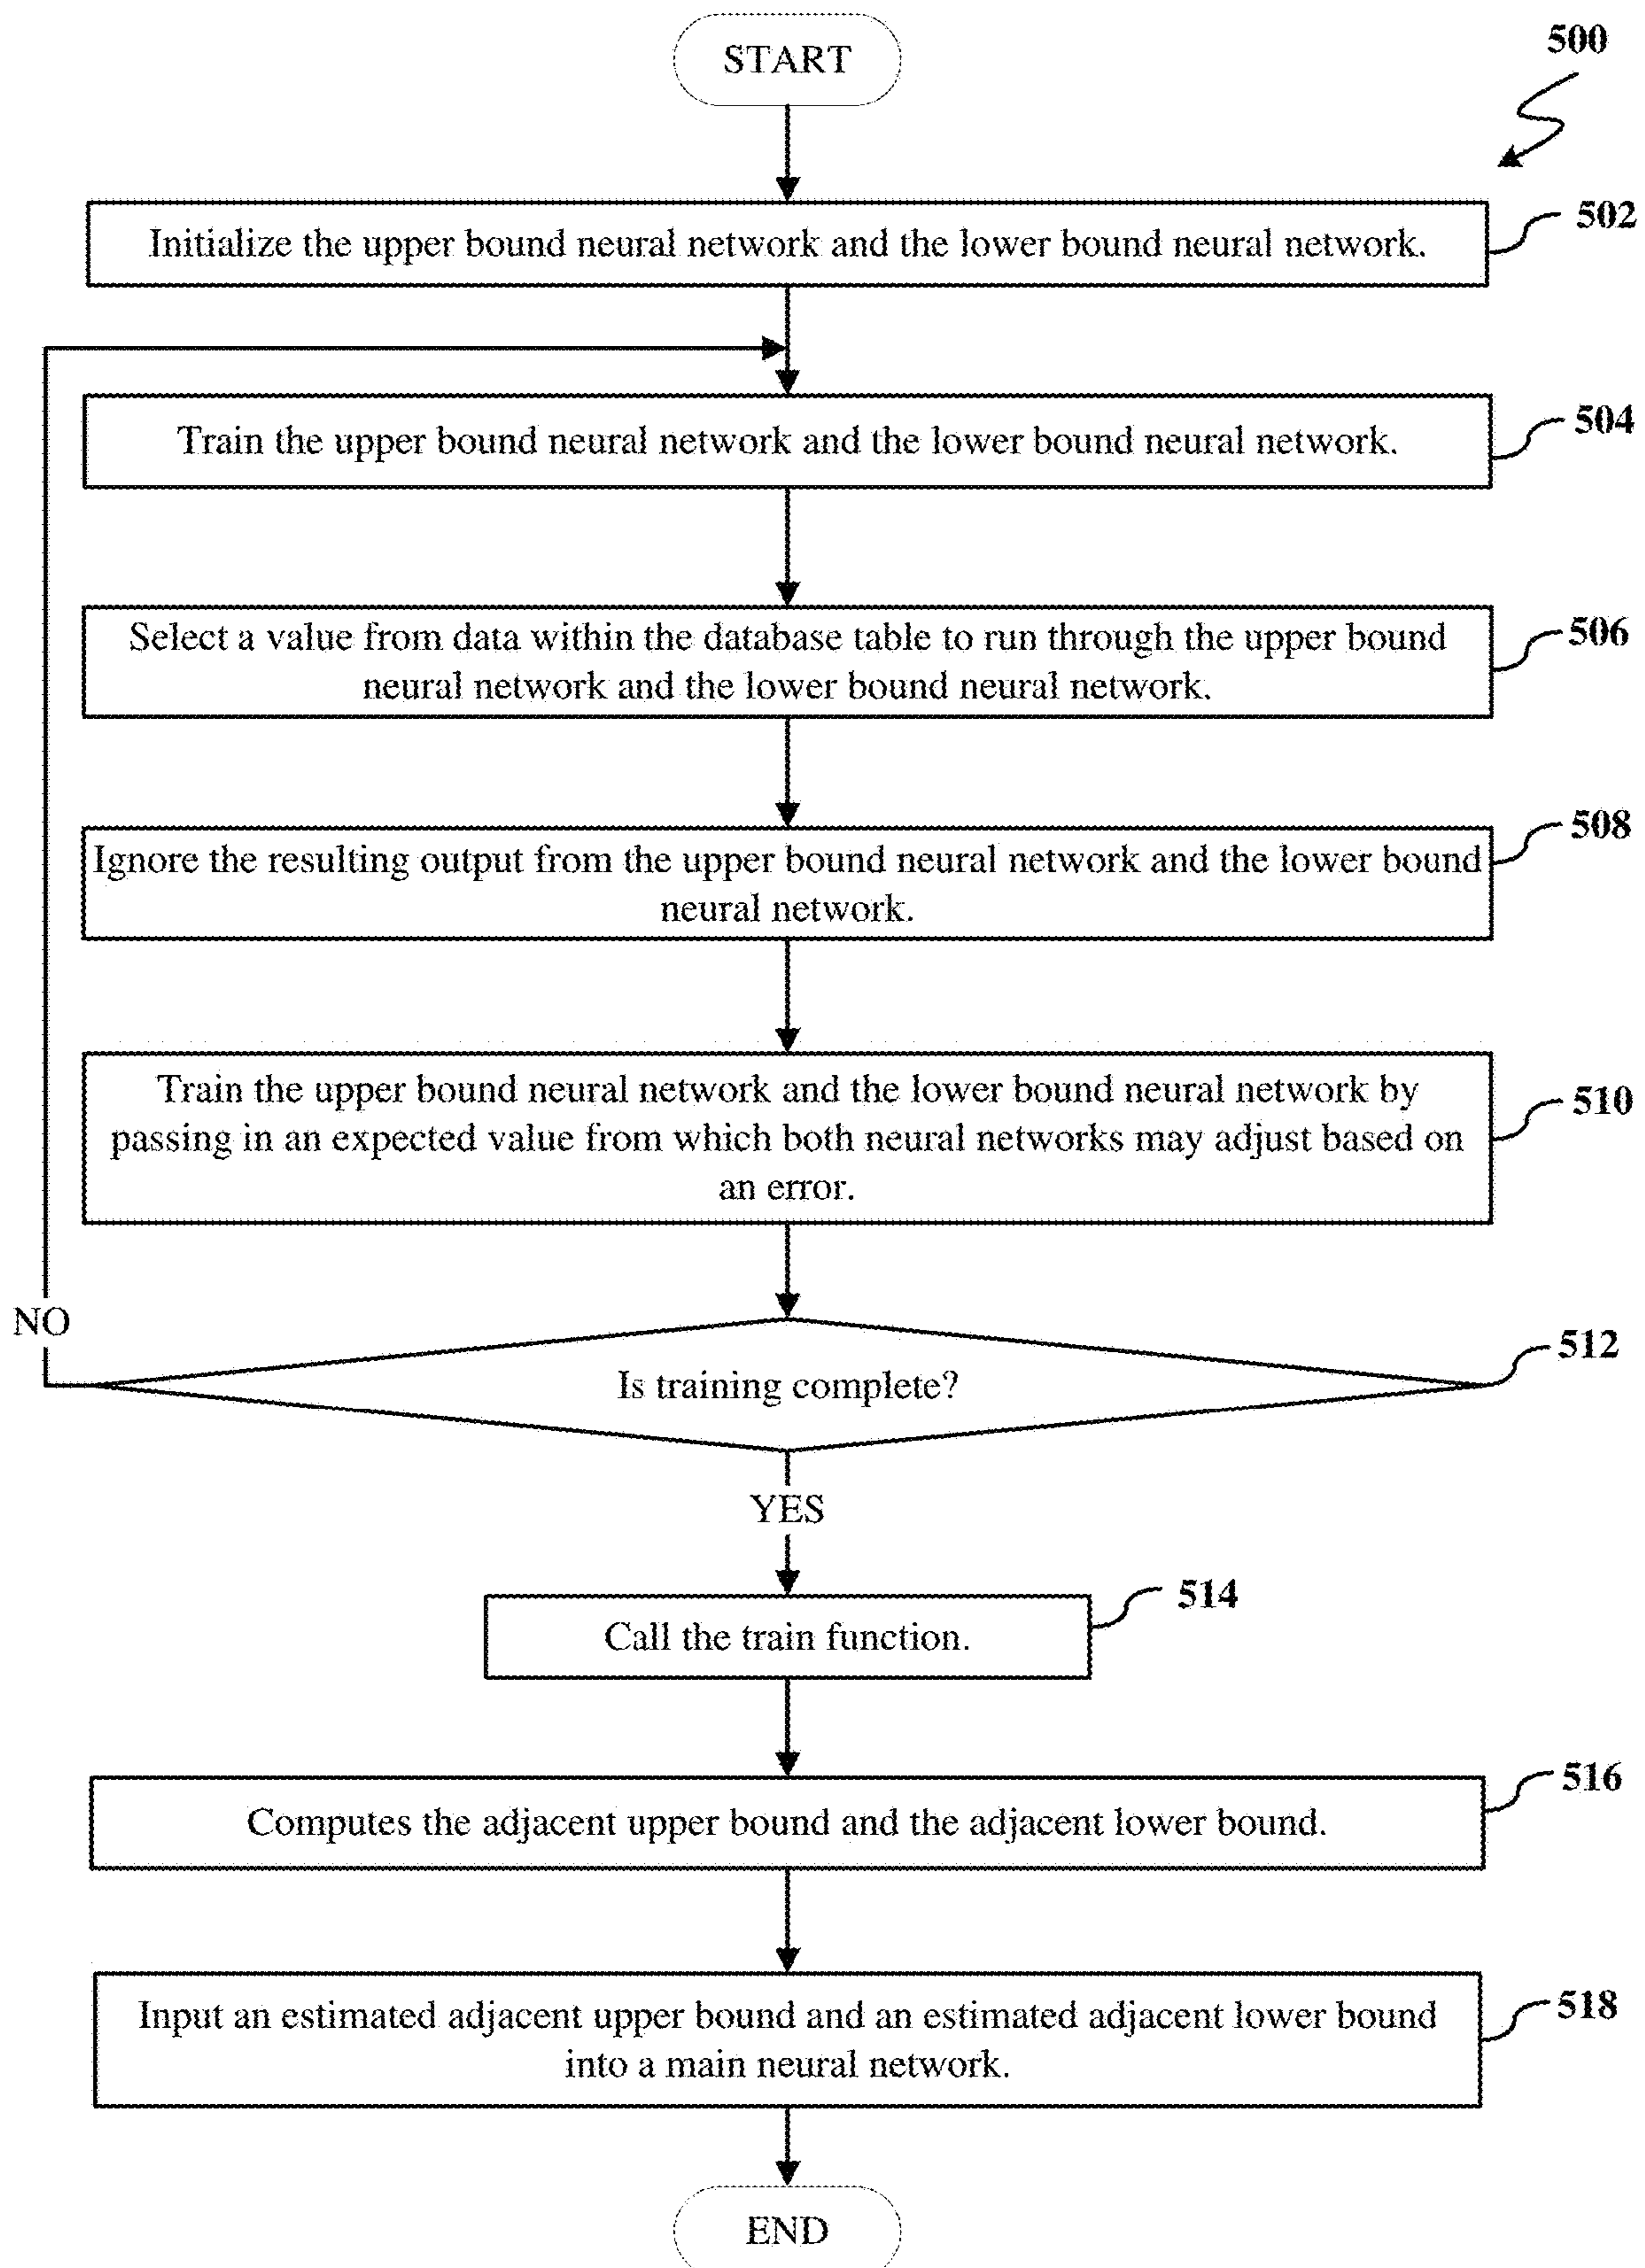 START
500
Initialize the upper bound neural network and the lower bound neural network.
502
Train the upper bound neural network and the lower bound neural network.
504
Select a value from data within the database table to run through the upper bound
neural network and the lower bound neural network.
506
Ignore the resulting output from the upper bound neural network and the lower bound
neural network.
508
Train the upper bound neural network and the lower bound neural network by
passing in an expected value from which both neural networks may adjust based on
an error.
510
NO
Is training complete?
512
YES
Call the train function.
514
Computes the adjacent upper bound and the adjacent lower bound.
516
Input an estimated adjacent upper bound and an estimated adjacent lower bound
into a main neural network.
518
END